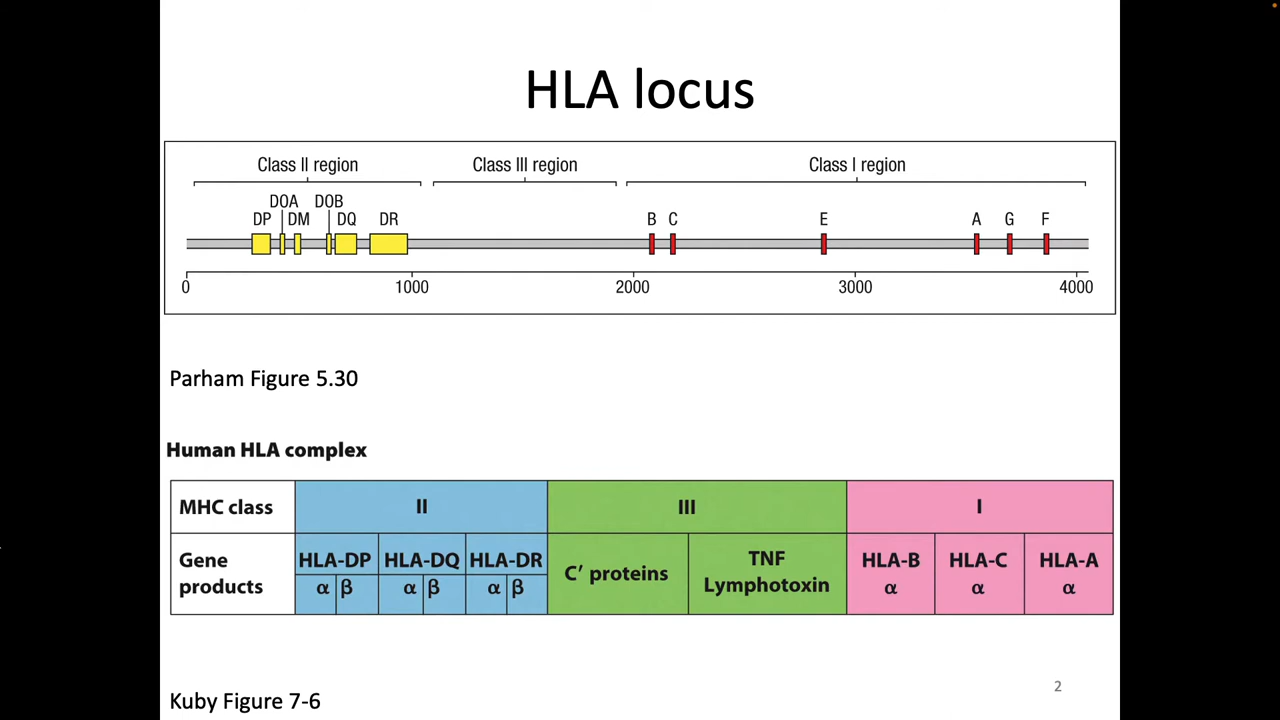 HLA locus
Class II region Class III region Class I region
DOA DOB
DP DM DQ DR B C E A G F
0 1000 2000 3000 4000
Parham Figure 5.30
Human HLA complex
MHC class II III I
Gene products HLA-DP HLA-DQ HLA-DR C′ proteins TNF Lymphotoxin HLA-B HLA-C HLA-A
α β α β α β α α α
2
Kuby Figure 7-6